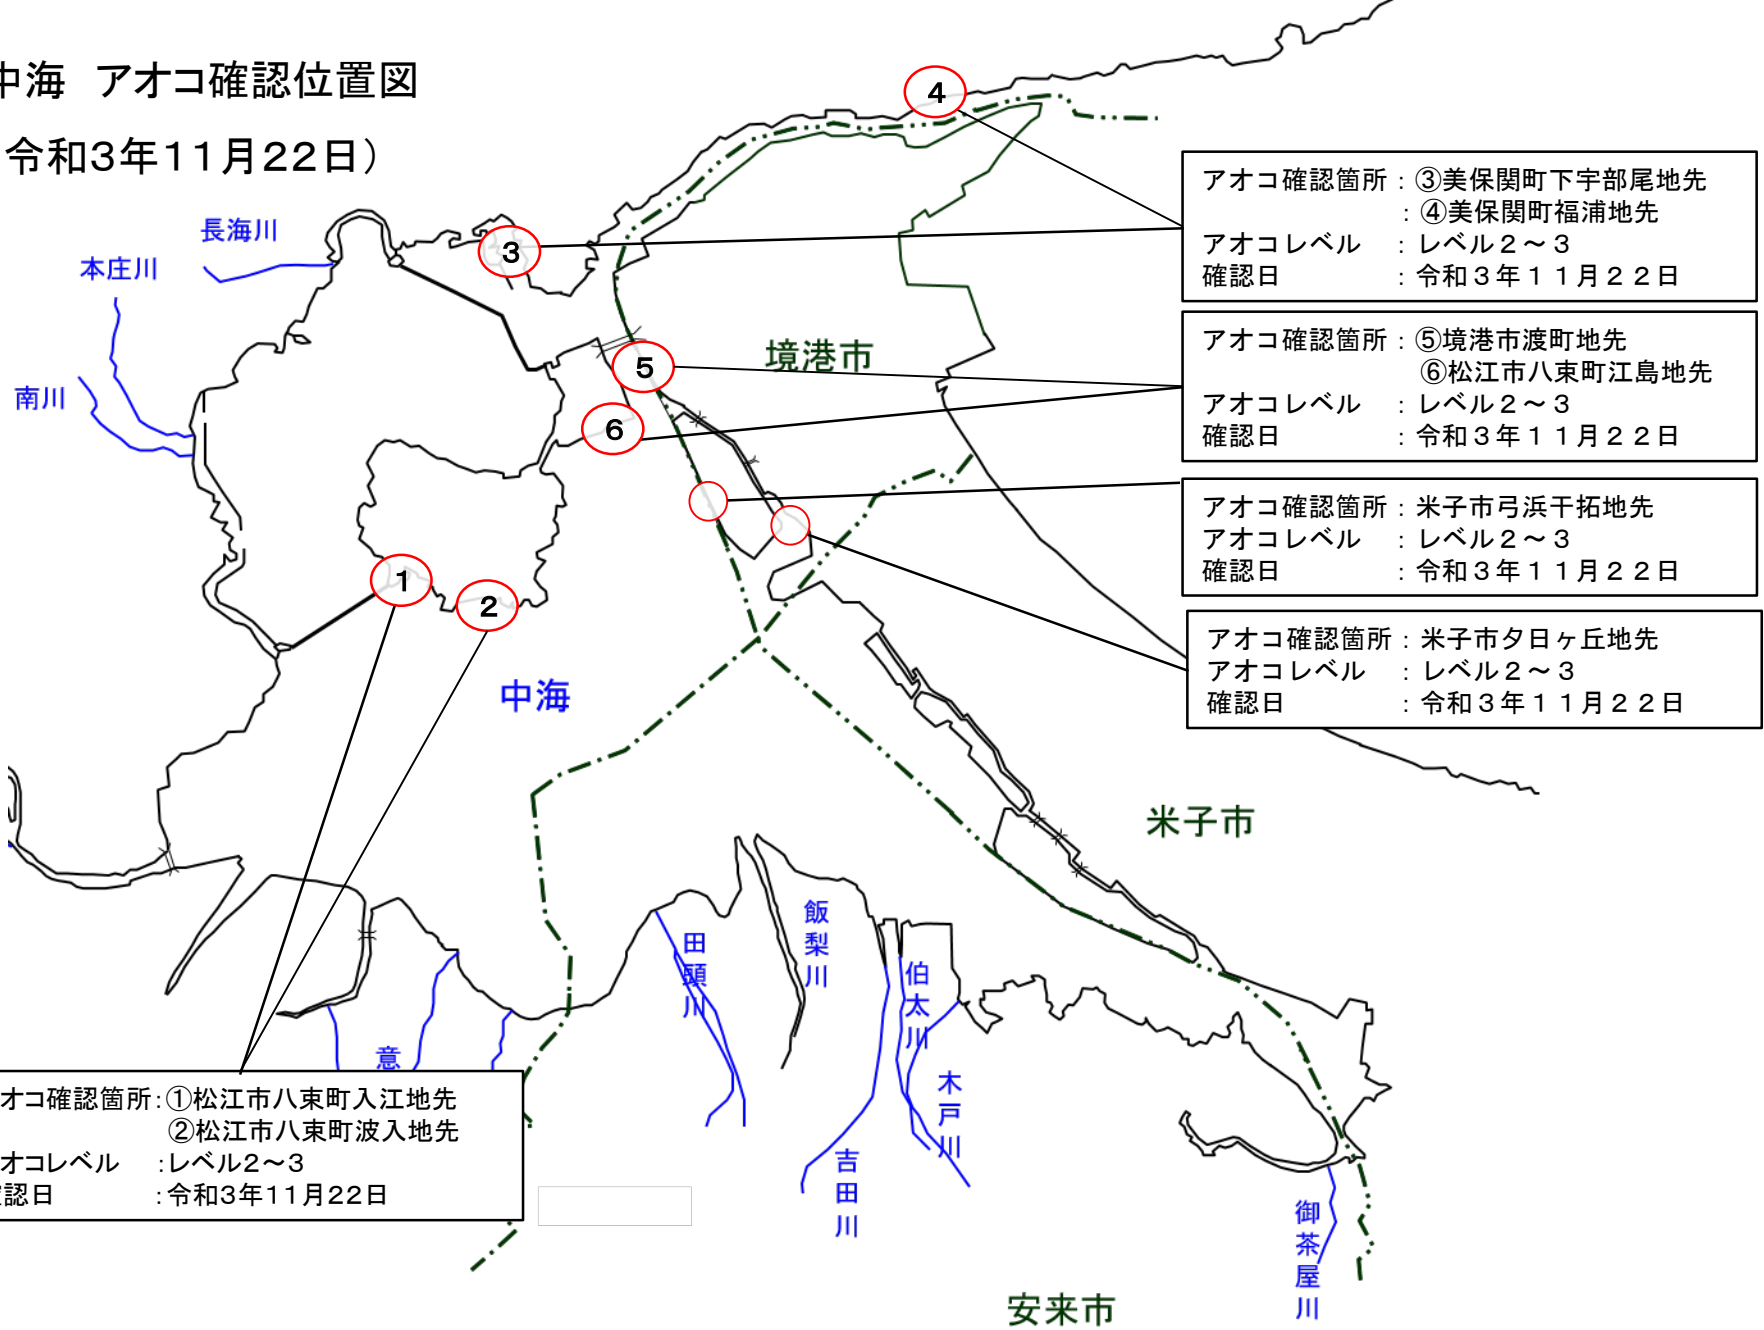 中海 アオコ確認位置図
令和3年11月22日）
④
アオコ確認箇所：③美保関町下宇部尾地先
：④美保関町福浦地先
アオコレベル ：レベル２～３
確認日 ：令和３年１１月２２日
長海川
③
本庄川
境港市
⑤
アオコ確認箇所：⑤境港市渡町地先
⑥松江市八束町江島地先
アオコレベル ：レベル２～３
確認日 ：令和３年１１月２２日
南川
⑥
アオコ確認箇所：米子市弓浜干拓地先
アオコレベル ：レベル２～３
確認日 ：令和３年１１月２２日
①
②
アオコ確認箇所：米子市夕日ヶ丘地先
アオコレベル ：レベル２～３
確認日 ：令和３年１１月２２日
中海
米子市
飯梨川
田頭川
伯太川
意
木戸川
オコ確認箇所：①松江市八束町入江地先
②松江市八束町波入地先
オコレベル ：レベル2～3
認日 ：令和3年11月22日
吉田川
御茶屋川
安来市